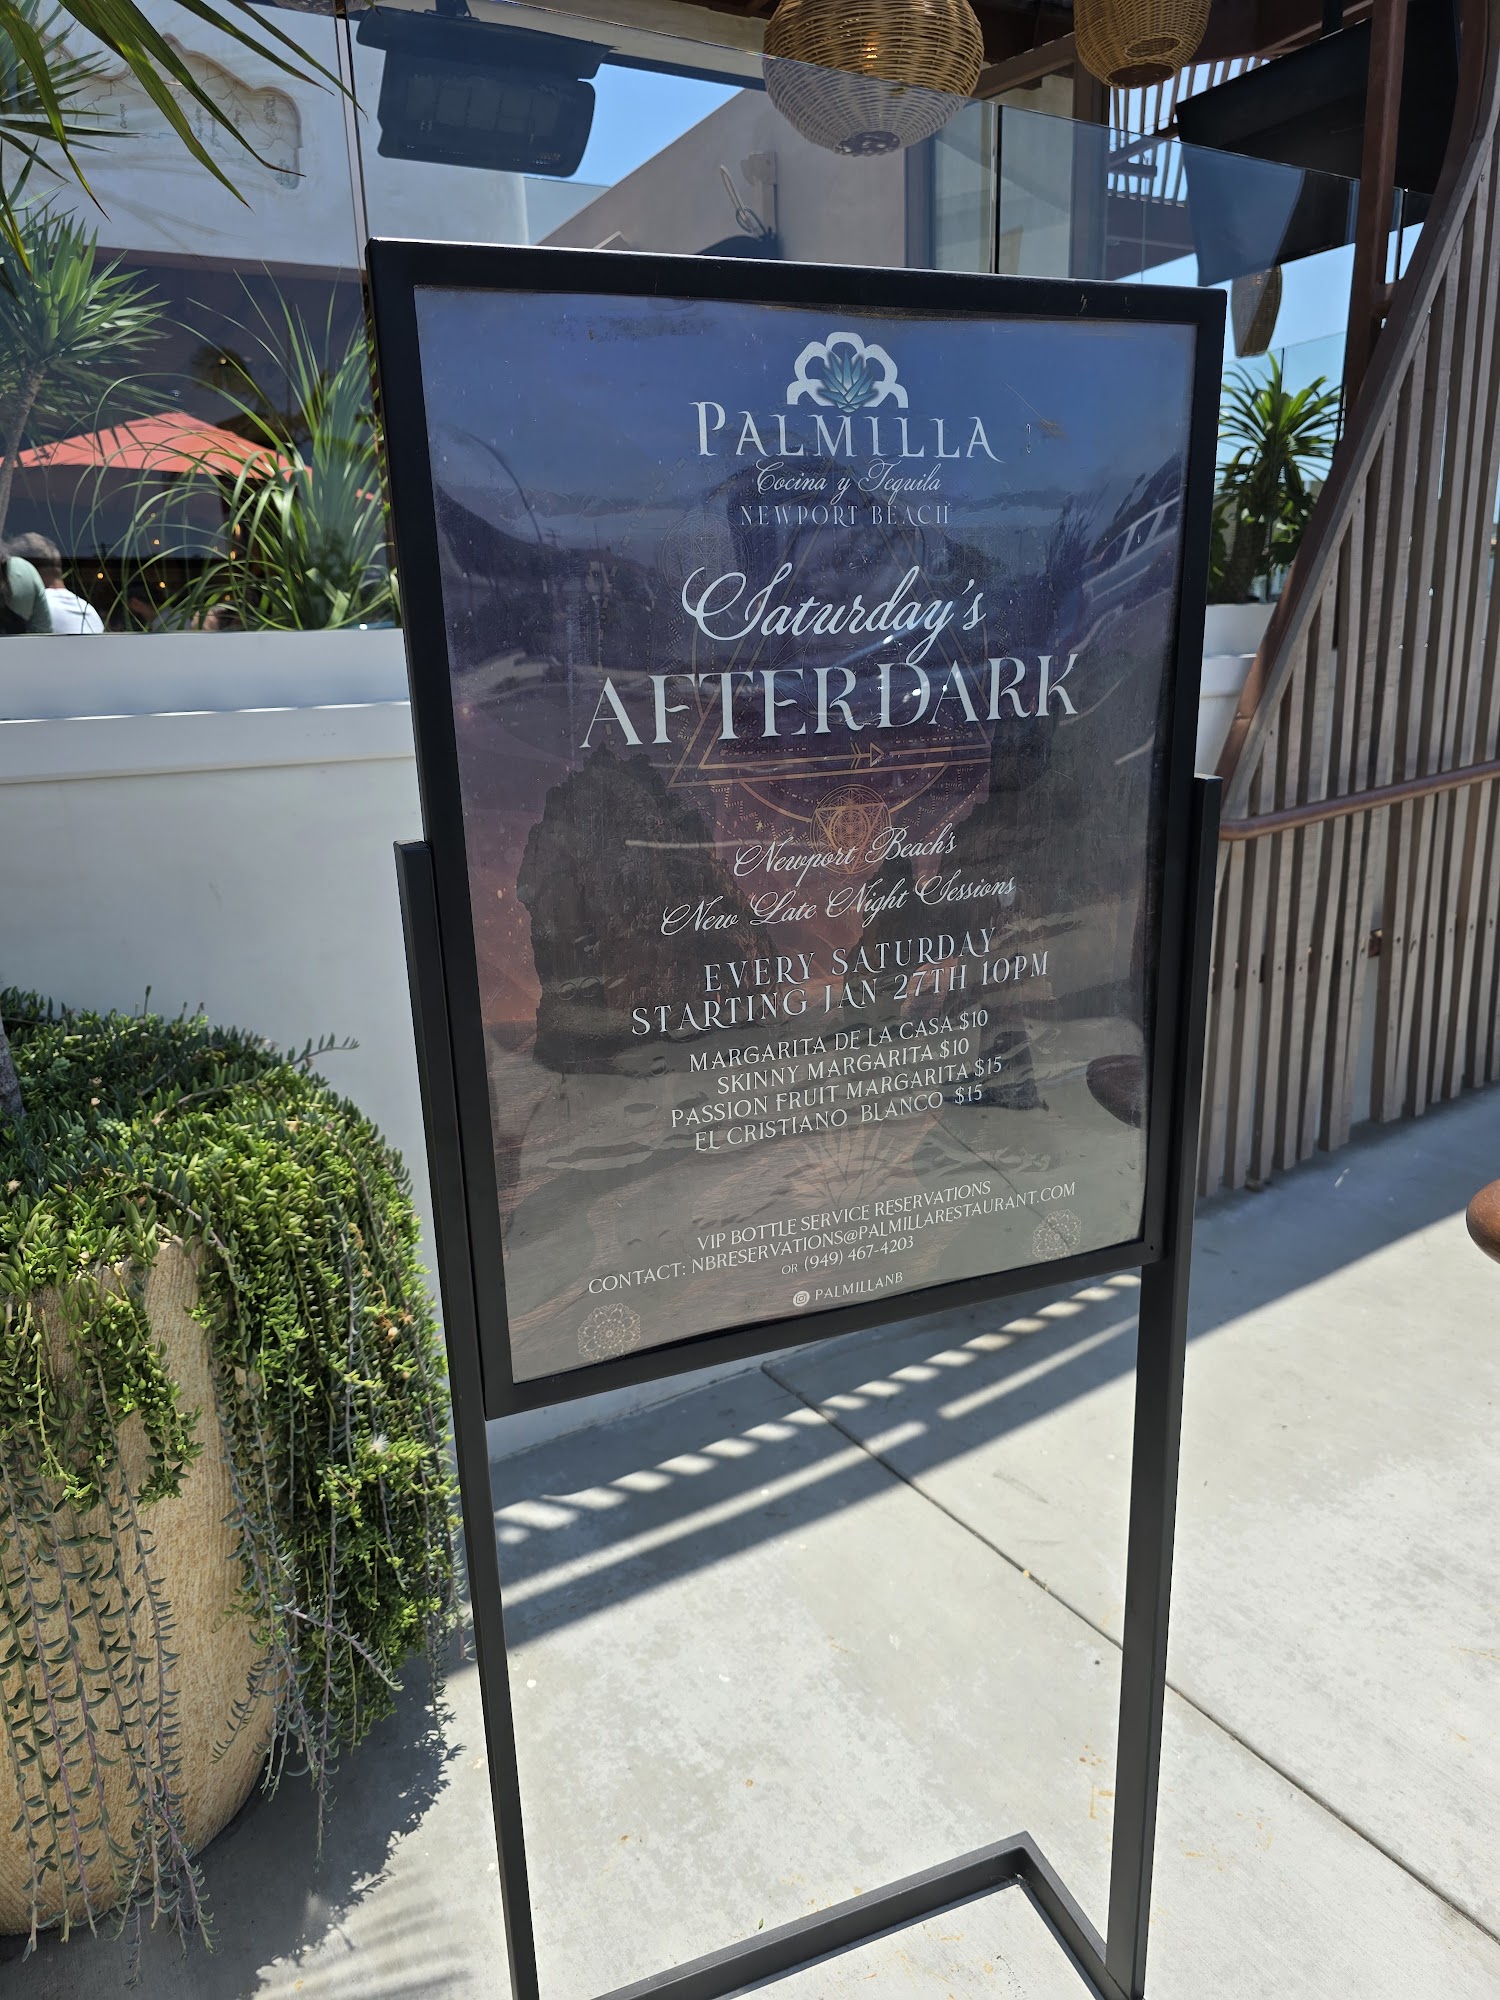 PALMILLA
Cocina y Tequila
NEWPORT BEACH
Saturday's
AFTERDARK
Newport Beach's
New Late Night Sessions
EVERY SATURDAY
STARTING JAN 27TH 10PM
MARGARITA DE LA CASA $10
SKINNY MARGARITA $10
PASSION FRUIT MARGARITA $15
EL CRISTIANO BLANCO $15
VIP BOTTLE SERVICE RESERVATIONS
CONTACT: NBRESERVATIONS@PALMILLARESTAURANT.COM
OR (949) 467-4203
PALMILLANB